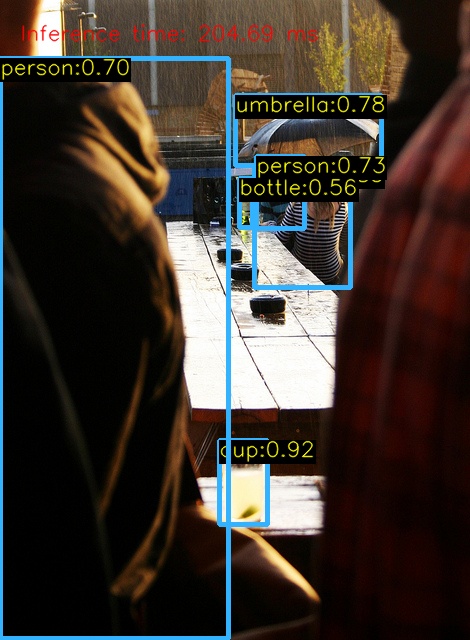 Inference time: 204.69 ms
person:0.70
umbrella:0.78
person:0.73
bottle:0.56
cup:0.92